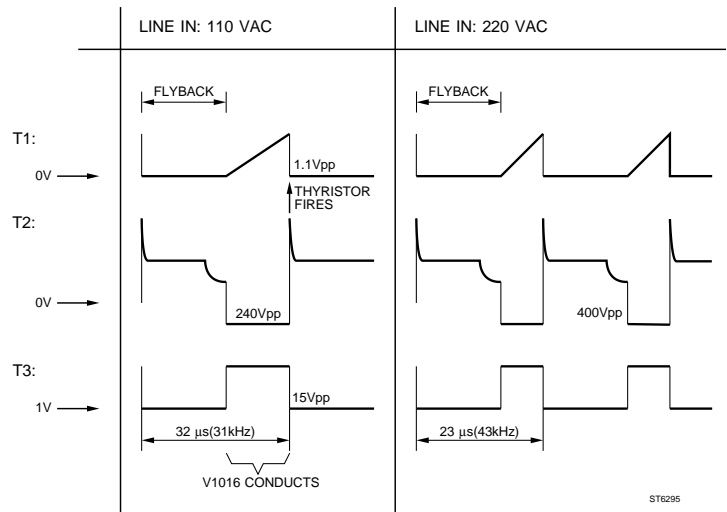 LINE IN: 110 VAC
LINE IN: 220 VAC
FLYBACK
FLYBACK
T1:
1.1Vpp
0V
THYRISTOR
FIRES
T2:
0V
240Vpp
400Vpp
T3:
1V
15Vpp
32 µs(31kHz)
23 µs(43kHz)
V1016 CONDUCTS
ST6295